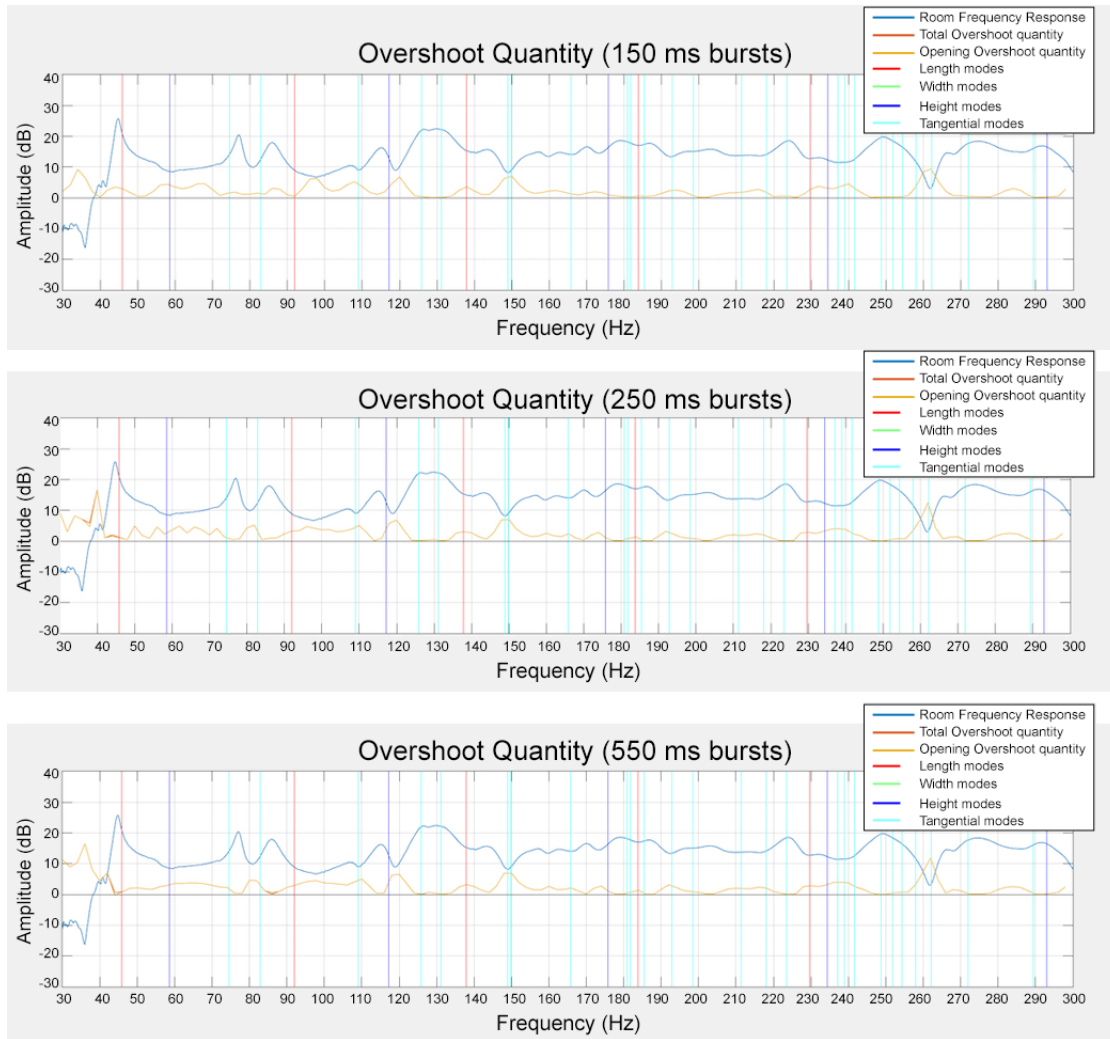 Room Frequency Response
Total Overshoot quantity
Opening Overshoot quantity
Length modes
Width modes
Height modes
Tangential modes
Overshoot Quantity (150 ms bursts)
Amplitude (dB)
40
30
20
10
0
-10
-20
-30
30 40 50 60 70 80 90 100 110 120 130 140 150 160 170 180 190 200 210 220 230 240 250 260 270 280 290 300
Frequency (Hz)
Room Frequency Response
Total Overshoot quantity
Opening Overshoot quantity
Length modes
Width modes
Height modes
Tangential modes
Overshoot Quantity (250 ms bursts)
Amplitude (dB)
40
30
20
10
0
-10
-20
-30
30 40 50 60 70 80 90 100 110 120 130 140 150 160 170 180 190 200 210 220 230 240 250 260 270 280 290 300
Frequency (Hz)
Room Frequency Response
Total Overshoot quantity
Opening Overshoot quantity
Length modes
Width modes
Height modes
Tangential modes
Overshoot Quantity (550 ms bursts)
Amplitude (dB)
40
30
20
10
0
-10
-20
-30
30 40 50 60 70 80 90 100 110 120 130 140 150 160 170 180 190 200 210 220 230 240 250 260 270 280 290 300
Frequency (Hz)